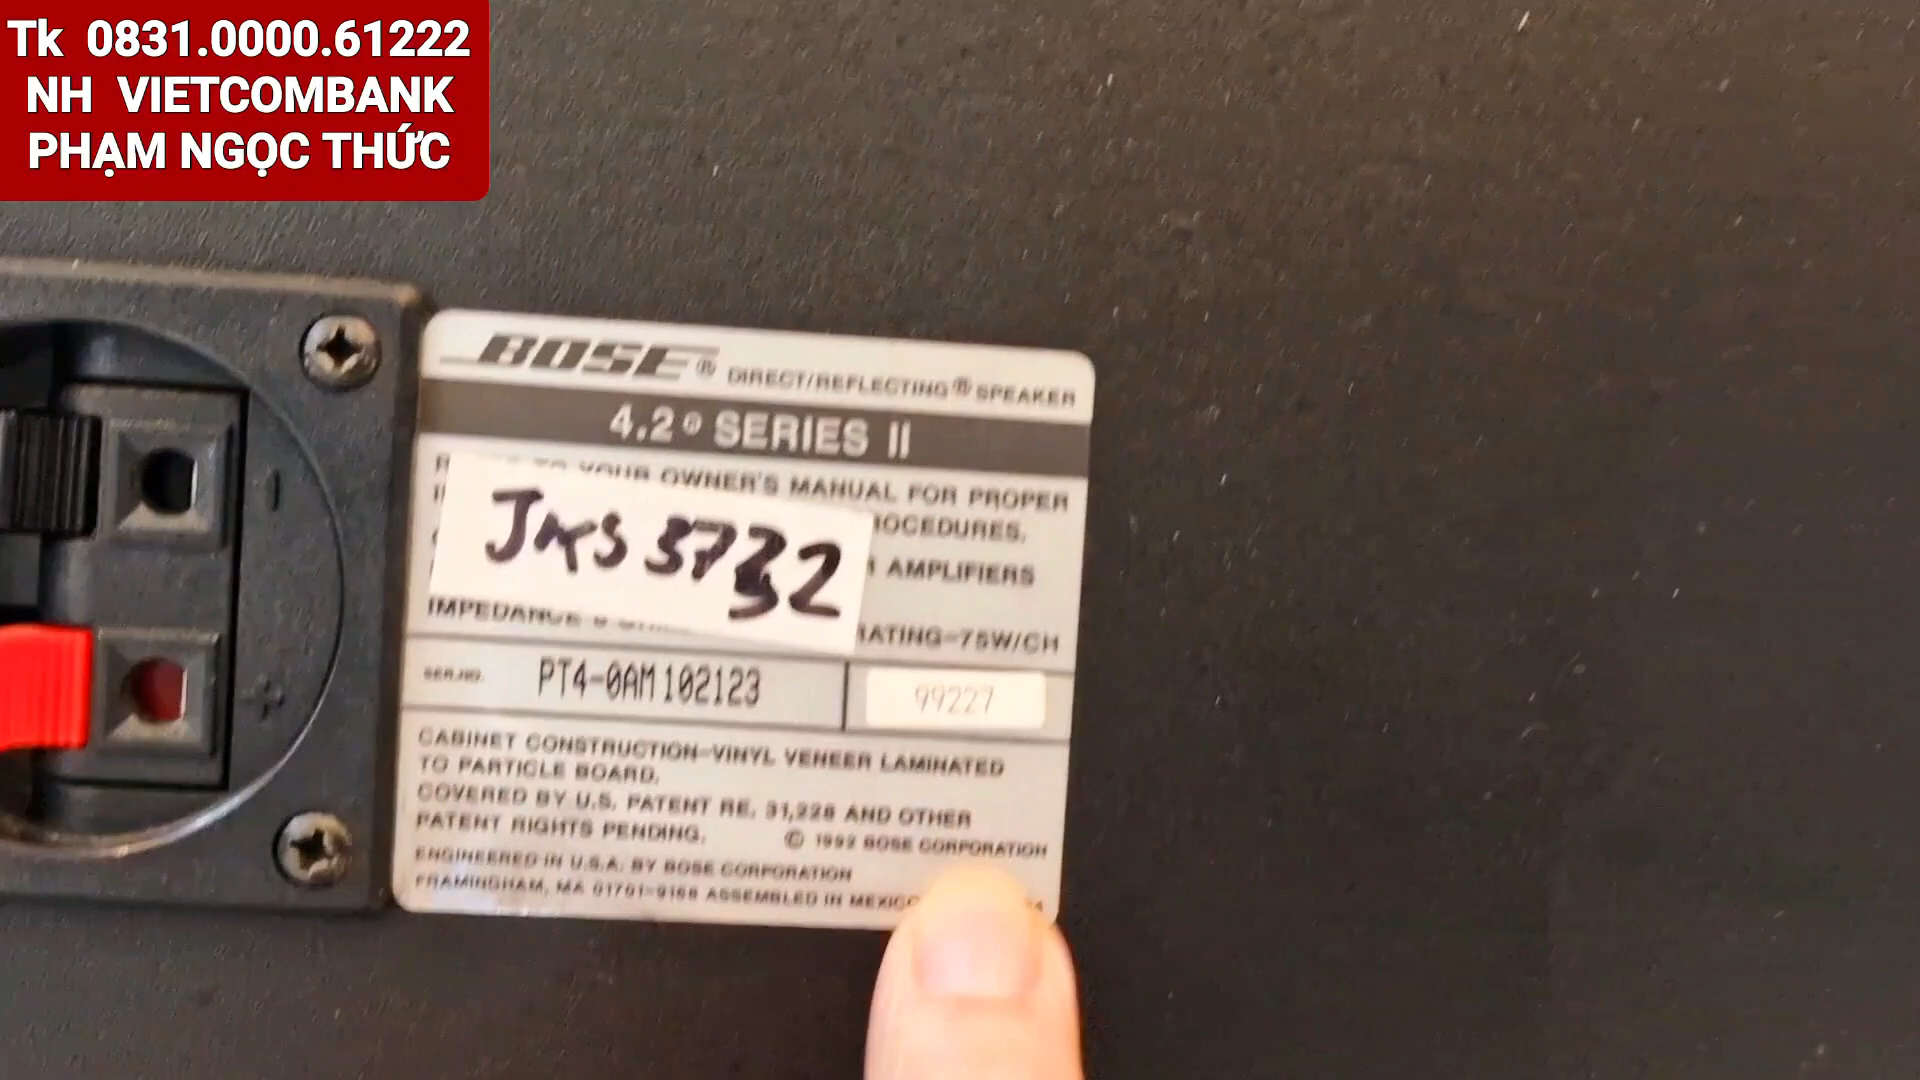 Tk 0831.0000.61222
NH VIETCOMBANK
PHẠM NGỌC THỨC
BOSE® DIRECT/REFLECTING® SPEAKER
4.2® SERIES II
TO YOUR OWNER'S MANUAL FOR PROPER
JKS 3732
AMPLIFIERS
IMPEDANCE
75W/CH
SER.NO. PT4-0AM102123 99227
CABINET CONSTRUCTION-VINYL VENEER LAMINATED
TO PARTICLE BOARD.
COVERED BY U.S. PATENT RE. 31,228 AND OTHER
PATENT RIGHTS PENDING. © 1992 BOSE CORPORATION
ENGINEERED IN U.S.A. BY BOSE CORPORATION
FRAMINGHAM, MA 01701-9168 ASSEMBLED IN MEXICO